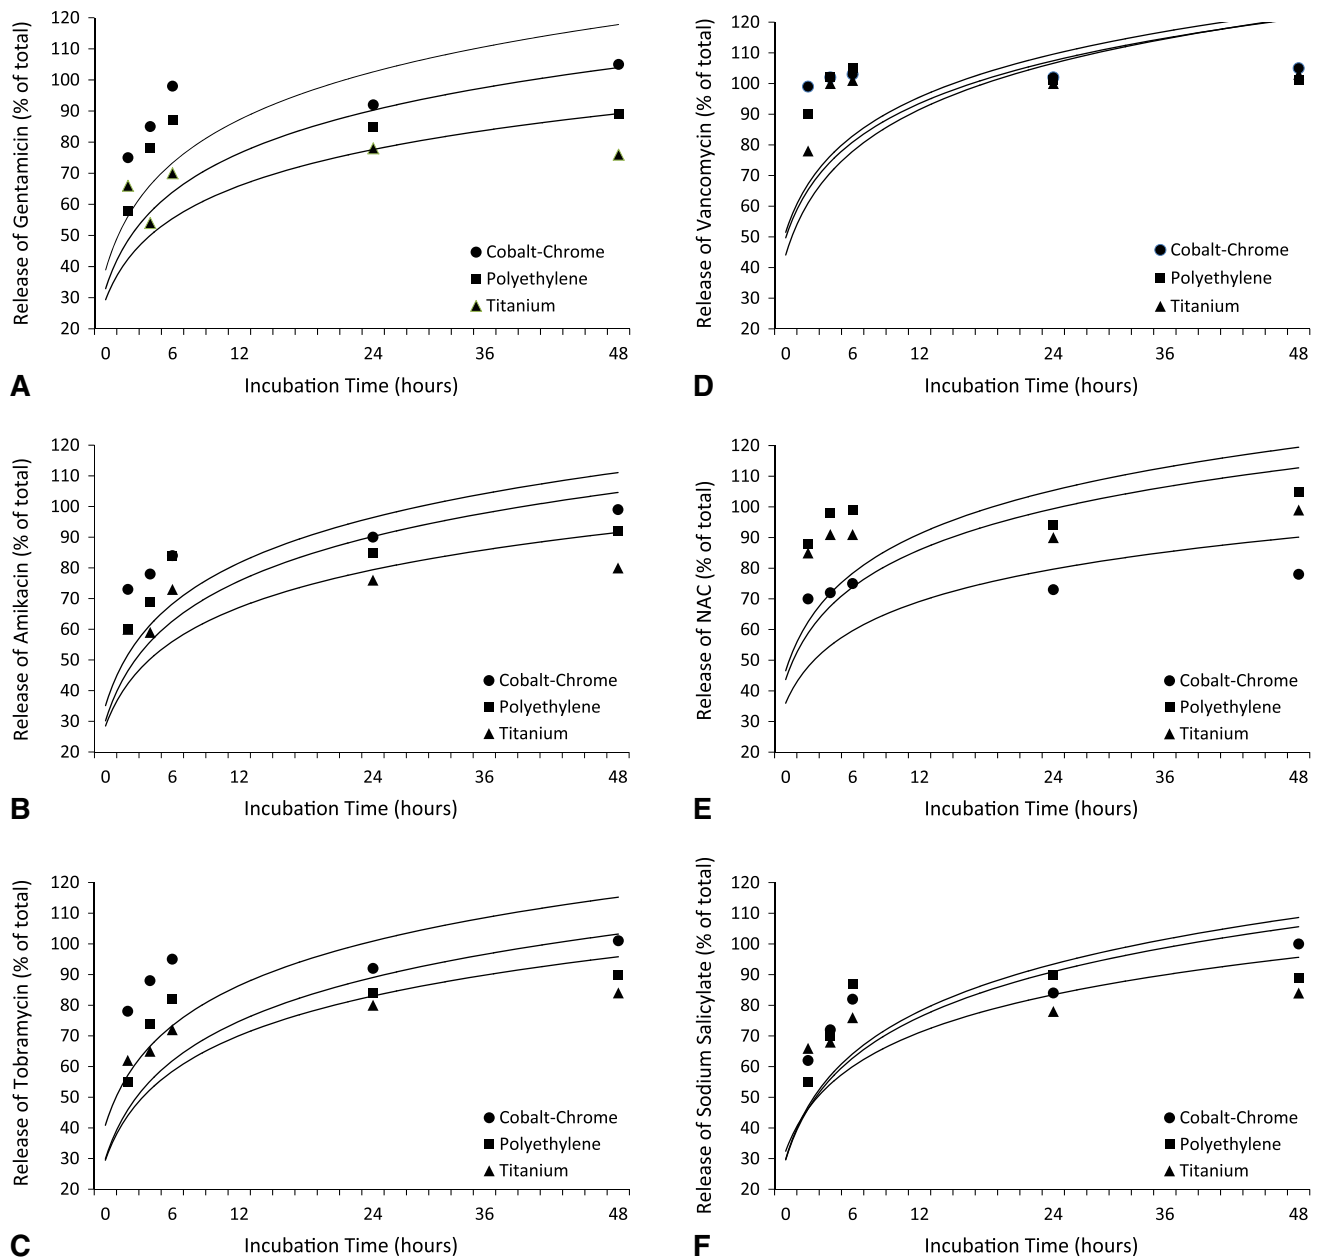 Release of Gentamicin (% of total)
120
110
100
90
80
70
60
50
40
30
20
Cobalt-Chrome
Polyethylene
Titanium
0 6 12 24 36 48
Incubation Time (hours)
A
Release of Vancomycin (% of total)
120
110
100
90
80
70
60
50
40
30
20
Cobalt-Chrome
Polyethylene
Titanium
0 6 12 24 36 48
Incubation Time (hours)
D
Release of Amikacin (% of total)
120
110
100
90
80
70
60
50
40
30
20
Cobalt-Chrome
Polyethylene
Titanium
0 6 12 24 36 48
Incubation Time (hours)
B
Release of NAC (% of total)
120
110
100
90
80
70
60
50
40
30
20
Cobalt-Chrome
Polyethylene
Titanium
0 6 12 24 36 48
Incubation Time (hours)
E
Release of Tobramycin (% of total)
120
110
100
90
80
70
60
50
40
30
20
Cobalt-Chrome
Polyethylene
Titanium
0 6 12 24 36 48
Incubation Time (hours)
C
Release of Sodium Salicylate (% of total)
120
110
100
90
80
70
60
50
40
30
20
Cobalt-Chrome
Polyethylene
Titanium
0 6 12 24 36 48
Incubation Time (hours)
F